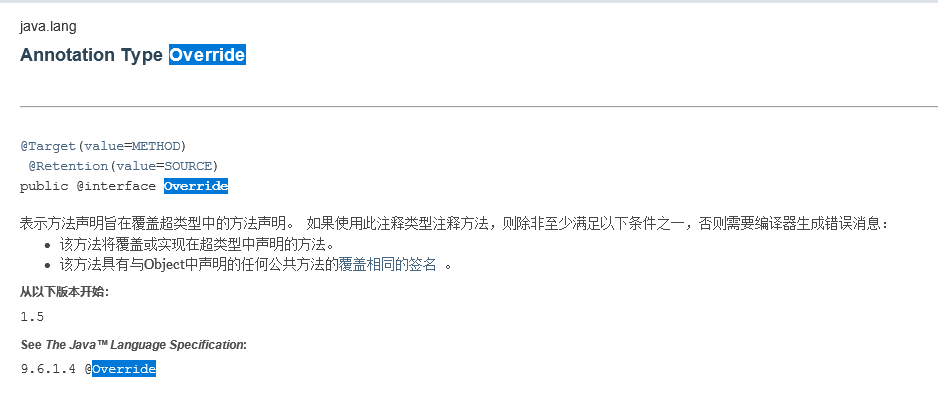 java.lang
Annotation Type Override
@Target(value=METHOD)
@Retention(value=SOURCE)
public @interface Override
表示方法声明旨在覆盖超类型中的方法声明。 如果使用此注释类型注释方法，则除非至少满足以下条件之一，否则需要编译器生成错误消息：
• 该方法将覆盖或实现在超类型中声明的方法。
• 该方法具有与Object中声明的任何公共方法的覆盖相同的签名 。
从以下版本开始：
1.5
See The Java™ Language Specification:
9.6.1.4 @Override